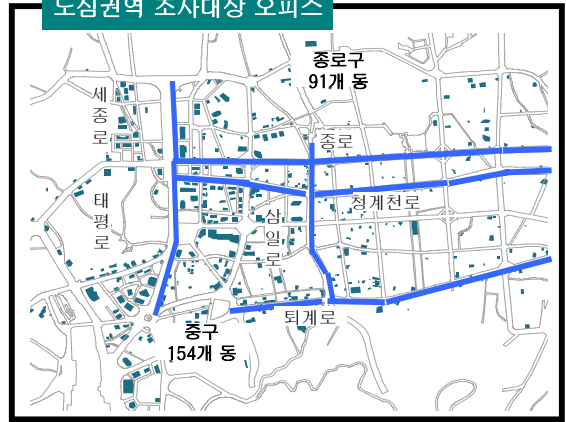 도심권역 조사대상 오피스
종로구
91개 동
세종로
종로
태평로
청계천로
삼일로
퇴계로
중구
154개 동